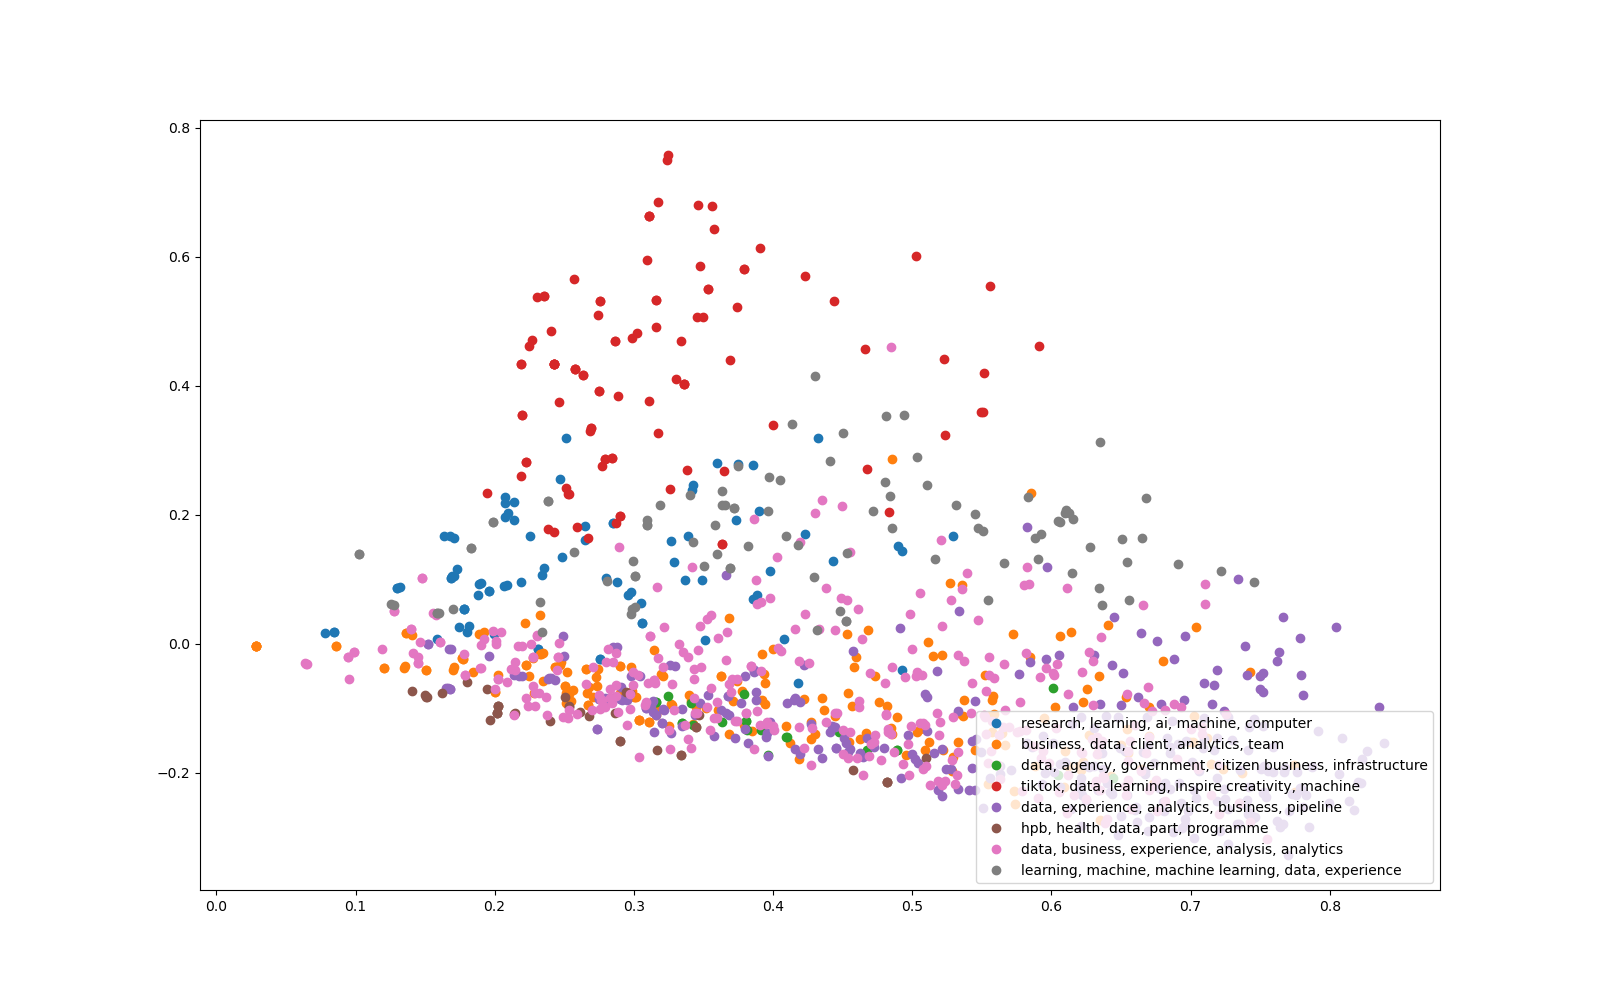 0.8
0.6
0.4
0.2
0.0
−0.2
0.0 0.1 0.2 0.3 0.4 0.5 0.6 0.7 0.8
research, learning, ai, machine, computer
business, data, client, analytics, team
data, agency, government, citizen business, infrastructure
tiktok, data, learning, inspire creativity, machine
data, experience, analytics, business, pipeline
hpb, health, data, part, programme
data, business, experience, analysis, analytics
learning, machine, machine learning, data, experience